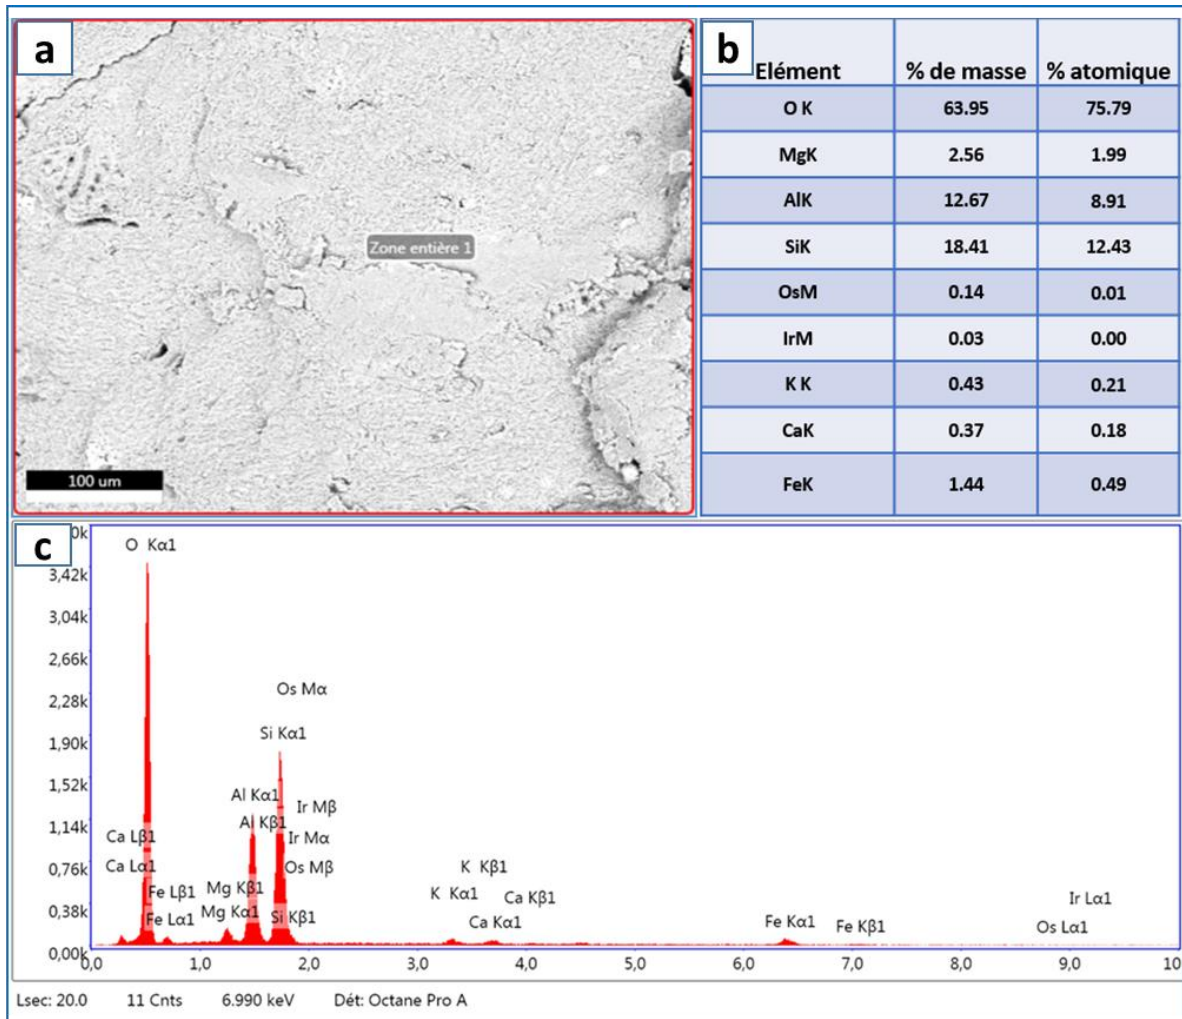 a
Zone entière 1
100 um
b
Elément % de masse % atomique
O K 63.95 75.79
MgK 2.56 1.99
AlK 12.67 8.91
SiK 18.41 12.43
OsM 0.14 0.01
IrM 0.03 0.00
K K 0.43 0.21
CaK 0.37 0.18
FeK 1.44 0.49
c
O Kα1
3,42k
3,04k
2,66k
2,28k
Os Mα
1,90k
Si Kα1
1,52k
Al Kα1
Ir Mβ
1,14k
Al Kβ1
Ca Lβ1
Ir Mα
0,76k
Ca Lα1
Os Mβ
K Kβ1
Fe Lβ1
Mg Kβ1
K Kα1
Ca Kβ1
Ir Lα1
0,38k
Fe Lα1
Mg Kα1
Si Kβ1
Ca Kα1
Fe Kα1
Fe Kβ1
Os Lα1
0,00k
0,0 1,0 2,0 3,0 4,0 5,0 6,0 7,0 8,0 9,0 10
Lsec: 20.0 11 Cnts 6.990 keV Dét: Octane Pro A